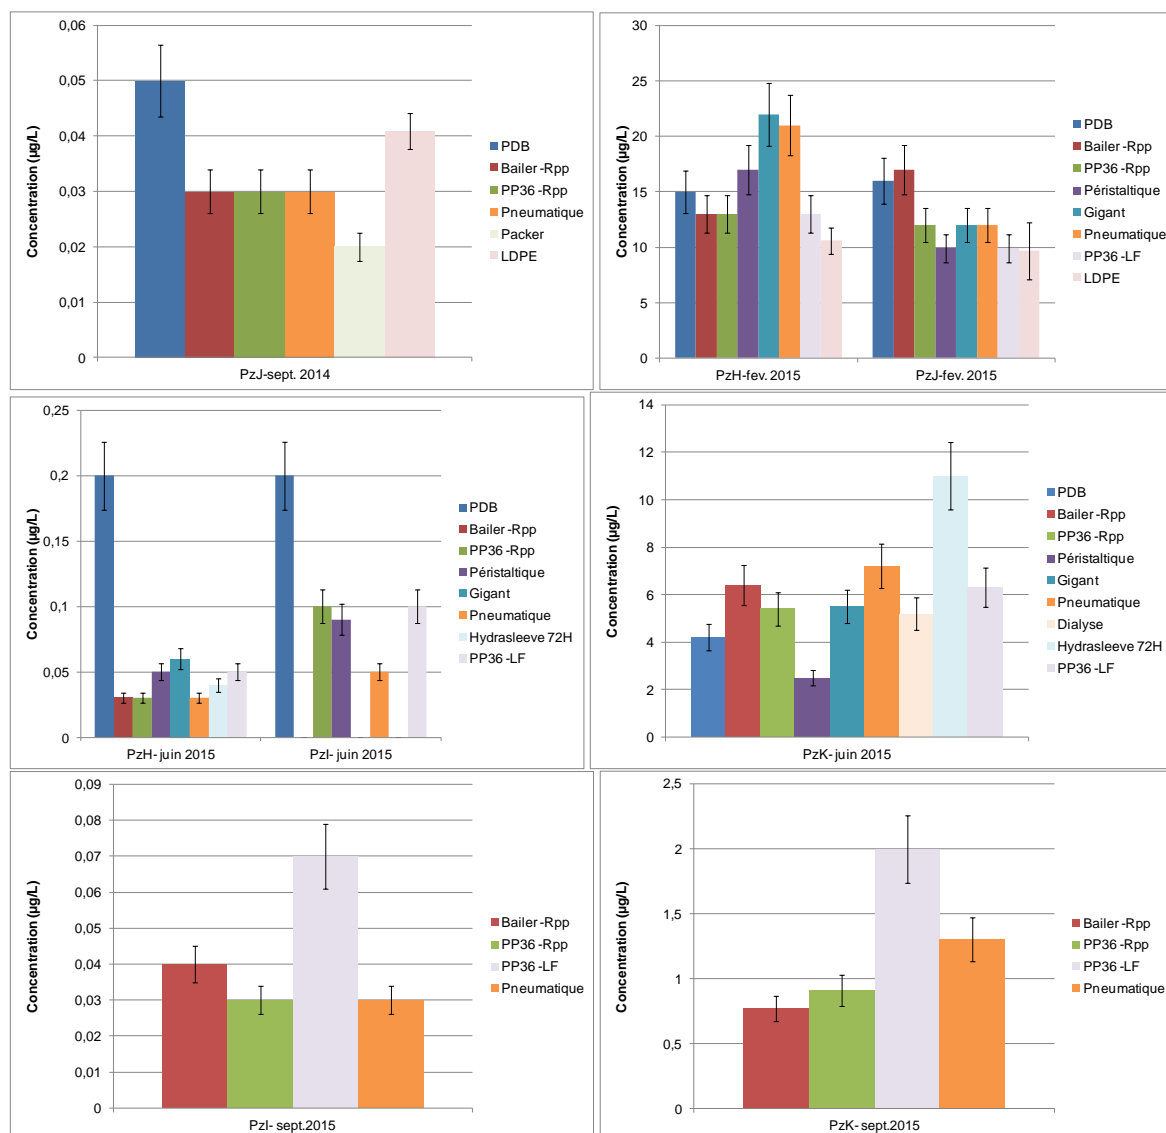 0,06
0,05
0,04
0,03
0,02
0,01
0
Concentration (µg/L)
PzJ-sept. 2014
PDB
Bailer-Rpp
PP36-Rpp
Pneumatique
Packer
LDPE
30
25
20
15
10
5
0
Concentration (µg/L)
PzH-fev. 2015
PzJ-fev. 2015
PDB
Bailer-Rpp
PP36-Rpp
Péristaltique
Gigant
Pneumatique
PP36-LF
LDPE
0,25
0,2
0,15
0,1
0,05
0
Concentration (µg/L)
PzH- juin 2015
PzI- juin 2015
PDB
Bailer-Rpp
PP36-Rpp
Péristaltique
Gigant
Pneumatique
Hydrasleeve 72H
PP36-LF
14
12
10
8
6
4
2
0
Concentration (µg/L)
PzK- juin 2015
PDB
Bailer-Rpp
PP36-Rpp
Péristaltique
Gigant
Pneumatique
Dialyse
Hydrasleeve 72H
PP36-LF
0,09
0,08
0,07
0,06
0,05
0,04
0,03
0,02
0,01
0
Concentration (µg/L)
PzI- sept.2015
Bailer-Rpp
PP36-Rpp
PP36-LF
Pneumatique
2,5
2
1,5
1
0,5
0
Concentration (µg/L)
PzK- sept.2015
Bailer-Rpp
PP36-Rpp
PP36-LF
Pneumatique